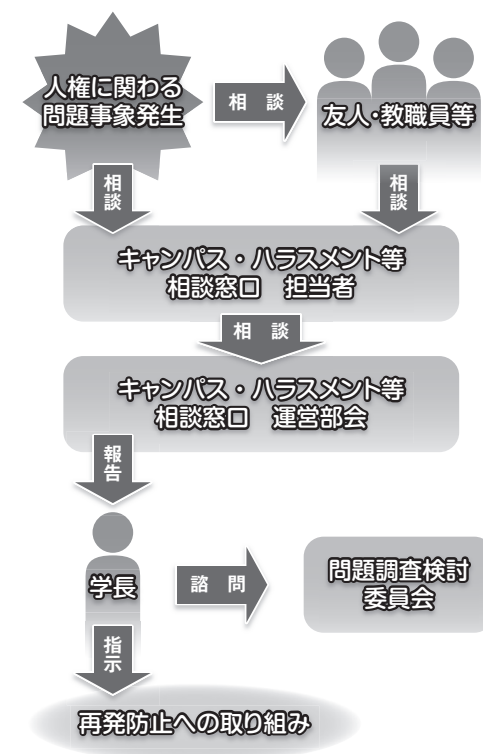 人権に関わる
問題事象発生
相　談
友人・教職員等
相談
相談
キャンパス・ハラスメント等
相談窓口　担当者
相　談
キャンパス・ハラスメント等
相談窓口　運営部会
報告
学長
諮　問
問題調査検討
委員会
指示
再発防止への取り組み